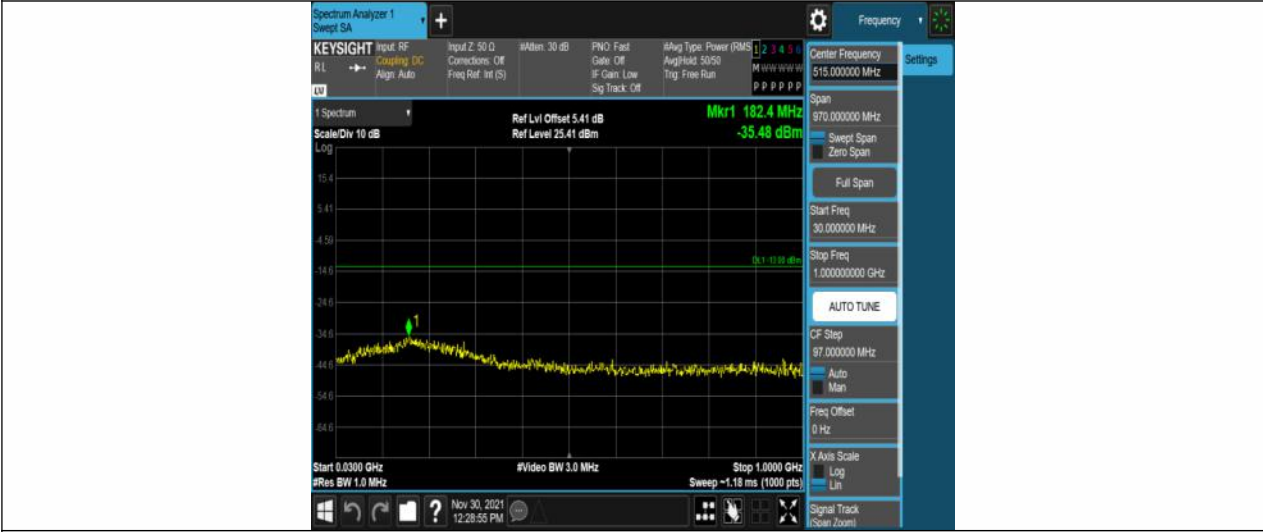 Spectrum Analyzer 1
Swept SA
+
Frequency
KEYSIGHT
Input: RF
Coupling: DC
Align: Auto
Input Z: 50 Ω
Corrections: Off
Freq Ref: Int (S)
#Atten: 30 dB
PNO: Fast
Gate: Off
IF Gain: Low
Sig Track: Off
#Avg Type: Power (RMS
Avg|Hold: 50/50
Trig: Free Run
1 2 3 4 5 6
M W W W W W
P P P P P P
RL
1 Spectrum
Scale/Div 10 dB
Log
Ref Lvl Offset 5.41 dB
Ref Level 25.41 dBm
Mkr1 182.4 MHz
-35.48 dBm
15.4
5.41
-4.59
-14.6
-24.6
-34.6
-44.6
-54.6
-64.6
DL1 -13.00 dBm
1
Start 0.0300 GHz
#Res BW 1.0 MHz
#Video BW 3.0 MHz
Stop 1.0000 GHz
Sweep ~1.18 ms (1000 pts)
Nov 30, 2021
12:28:55 PM
Center Frequency
515.000000 MHz
Settings
Span
970.000000 MHz
Swept Span
Zero Span
Full Span
Start Freq
30.000000 MHz
Stop Freq
1.000000000 GHz
AUTO TUNE
CF Step
97.000000 MHz
Auto
Man
Freq Offset
0 Hz
X Axis Scale
Log
Lin
Signal Track
(Span Zoom)